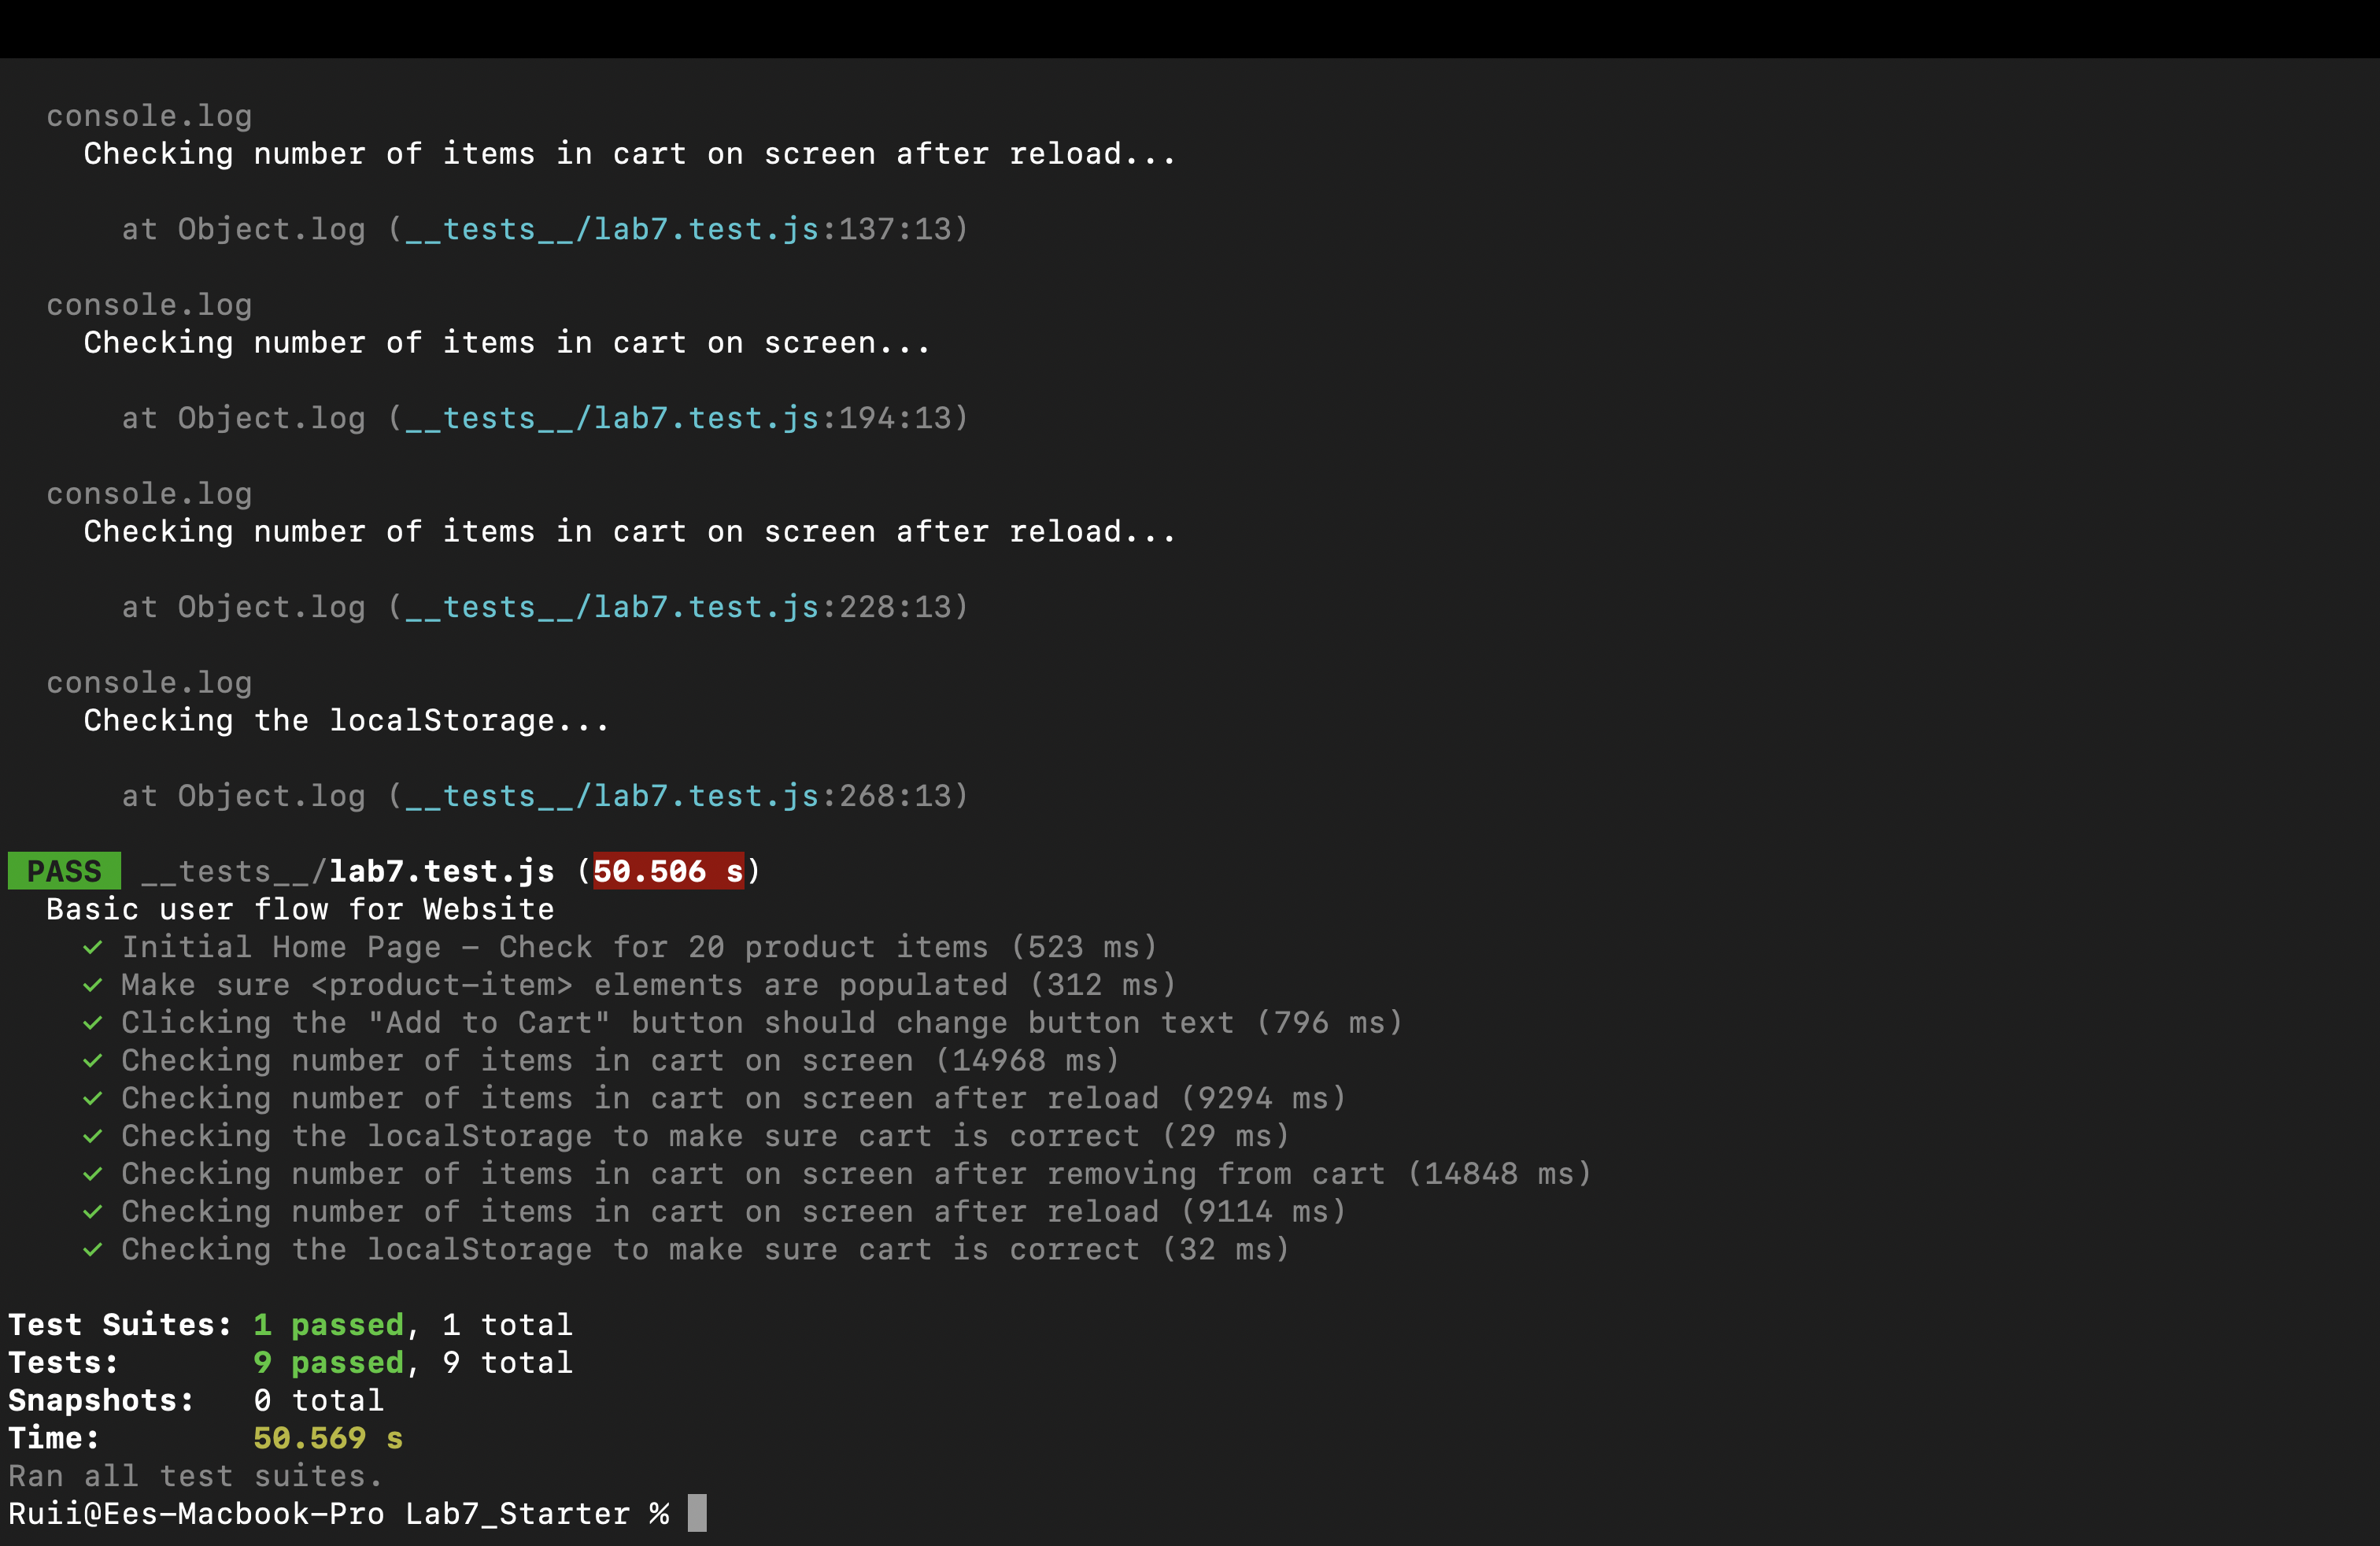 console.log
Checking number of items in cart on screen after reload...
at Object.log (__tests__/lab7.test.js:137:13)
console.log
Checking number of items in cart on screen...
at Object.log (__tests__/lab7.test.js:194:13)
console.log
Checking number of items in cart on screen after reload...
at Object.log (__tests__/lab7.test.js:228:13)
console.log
Checking the localStorage...
at Object.log (__tests__/lab7.test.js:268:13)
PASS __tests__/lab7.test.js (50.506 s)
Basic user flow for Website
✓ Initial Home Page – Check for 20 product items (523 ms)
✓ Make sure <product-item> elements are populated (312 ms)
✓ Clicking the "Add to Cart" button should change button text (796 ms)
✓ Checking number of items in cart on screen (14968 ms)
✓ Checking number of items in cart on screen after reload (9294 ms)
✓ Checking the localStorage to make sure cart is correct (29 ms)
✓ Checking number of items in cart on screen after removing from cart (14848 ms)
✓ Checking number of items in cart on screen after reload (9114 ms)
✓ Checking the localStorage to make sure cart is correct (32 ms)
Test Suites: 1 passed, 1 total
Tests: 9 passed, 9 total
Snapshots: 0 total
Time: 50.569 s
Ran all test suites.
Ruii@Ees-Macbook-Pro Lab7_Starter %